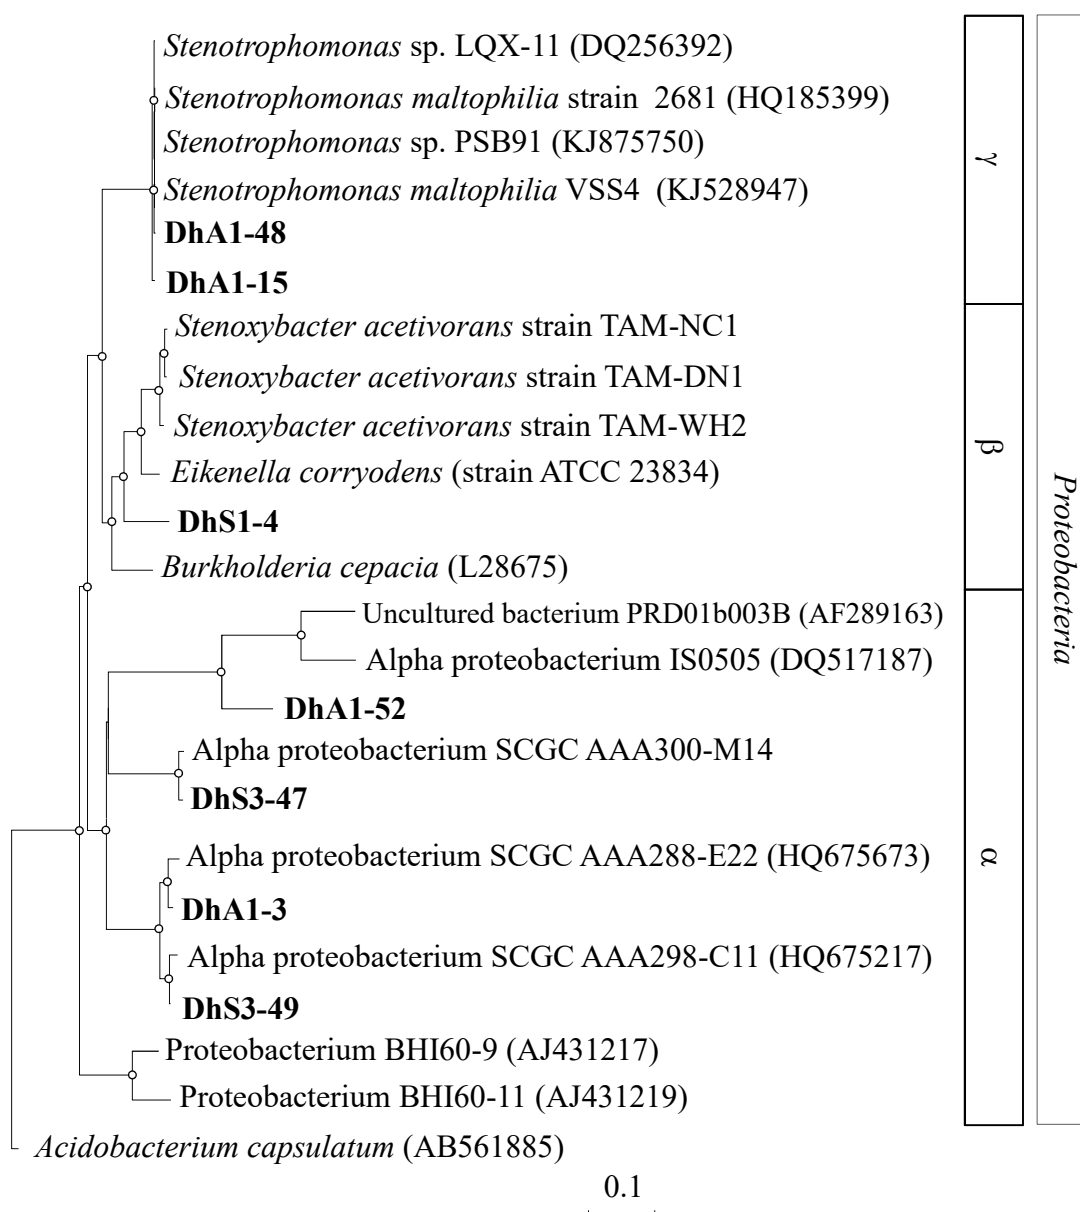 Stenotrophomonas sp. LQX-11 (DQ256392)
Stenotrophomonas maltophilia strain 2681 (HQ185399)
Stenotrophomonas sp. PSB91 (KJ875750)
Stenotrophomonas maltophilia VSS4 (KJ528947)
DhA1-48
DhA1-15
Stenoxybacter acetivorans strain TAM-NC1
Stenoxybacter acetivorans strain TAM-DN1
Stenoxybacter acetivorans strain TAM-WH2
Eikenella corryodens (strain ATCC 23834)
DhS1-4
Burkholderia cepacia (L28675)
Uncultured bacterium PRD01b003B (AF289163)
Alpha proteobacterium IS0505 (DQ517187)
DhA1-52
Alpha proteobacterium SCGC AAA300-M14
DhS3-47
Alpha proteobacterium SCGC AAA288-E22 (HQ675673)
DhA1-3
Alpha proteobacterium SCGC AAA298-C11 (HQ675217)
DhS3-49
Proteobacterium BHI60-9 (AJ431217)
Proteobacterium BHI60-11 (AJ431219)
Acidobacterium capsulatum (AB561885)
0.1
γ
β
α
Proteobacteria